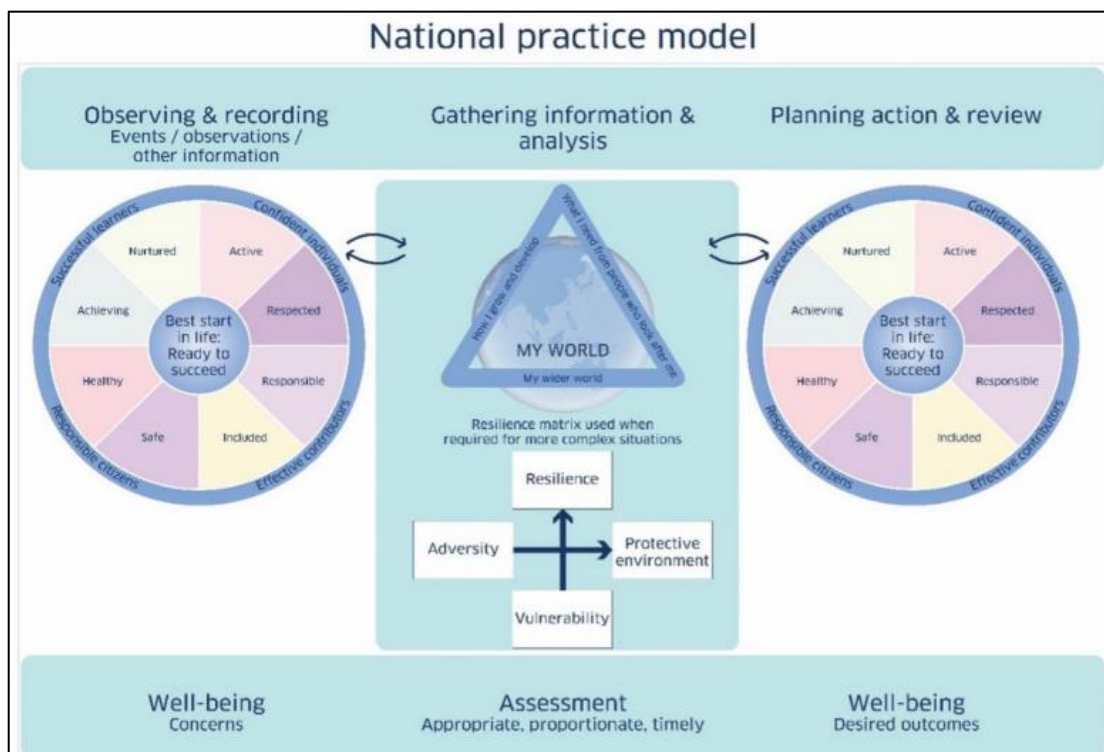 National practice model
Observing & recording
Events / observations /
other information
Gathering information &
analysis
Planning action & review
Successful learners
Confident individuals
Nurtured
Active
Achieving
Respected
Best start
in life:
Ready to
succeed
Healthy
Responsible
Safe
Included
Responsible citizens
Effective contributors
How I grow and develop
What I need from people who look after me
MY WORLD
My wider world
Resilience matrix used when
required for more complex situations
Resilience
Adversity
Protective
environment
Vulnerability
Successful learners
Confident individuals
Nurtured
Active
Achieving
Respected
Best start
in life:
Ready to
succeed
Healthy
Responsible
Safe
Included
Responsible citizens
Effective contributors
Well-being
Concerns
Assessment
Appropriate, proportionate, timely
Well-being
Desired outcomes